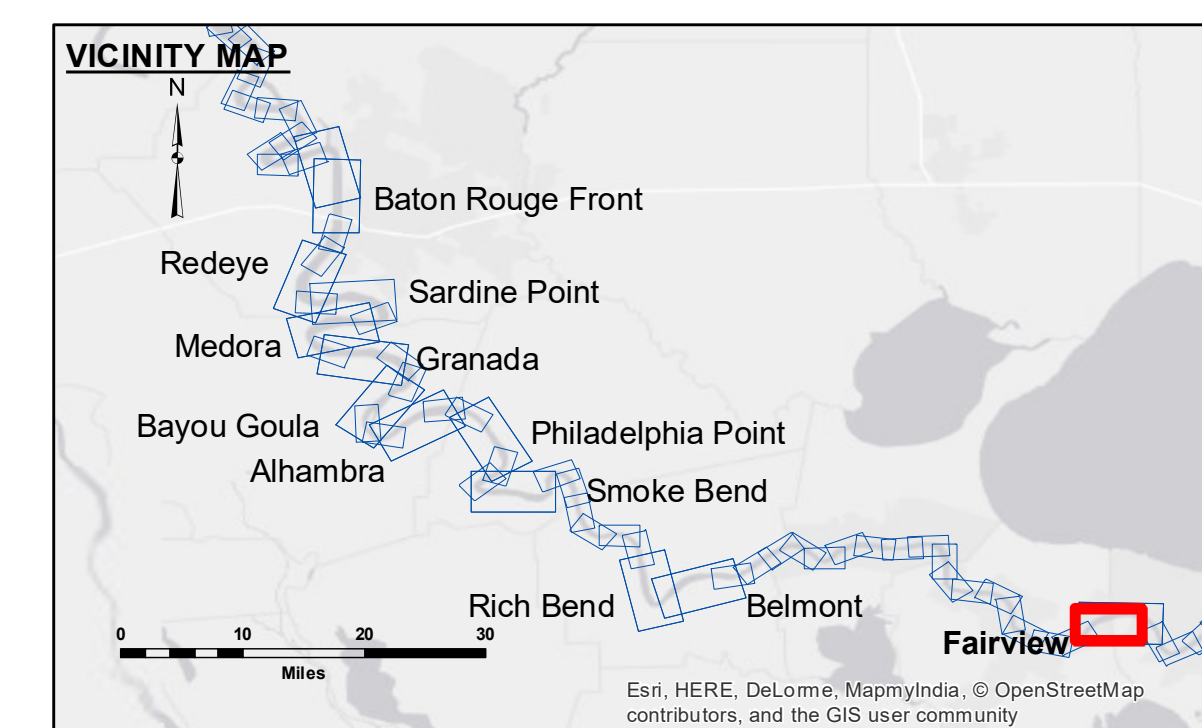 VICINITY MAP
N
Baton Rouge Front
Redeye
Sardine Point
Medora
Granada
Bayou Goula
Philadelphia Point
Alhambra
Smoke Bend
Rich Bend
Belmont
Fairview
0 10 20 30
Miles
Esri, HERE, DeLorme, MapmyIndia, © OpenStreetMap
contributors, and the GIS user community